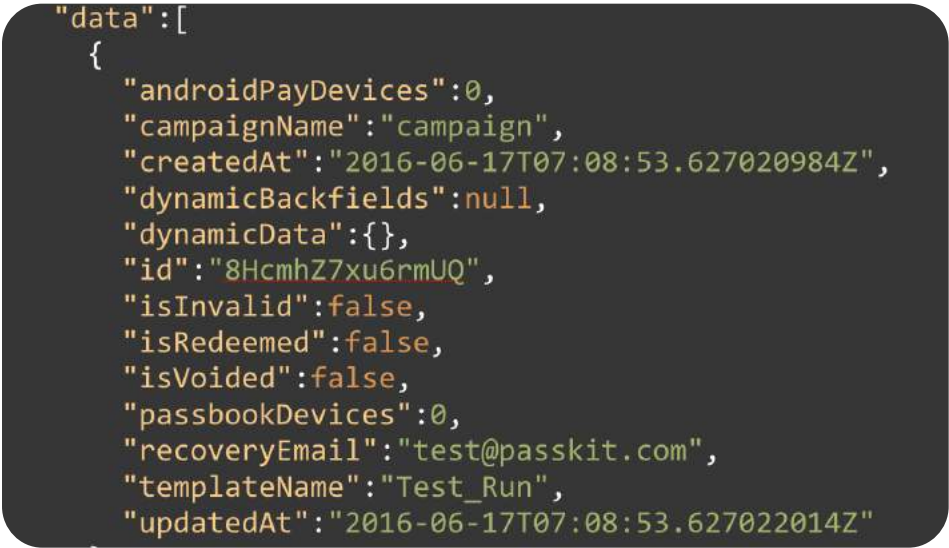 "data":[
{
"androidPayDevices":0,
"campaignName":"campaign",
"createdAt":"2016-06-17T07:08:53.627020984Z",
"dynamicBackfields":null,
"dynamicData":{},
"id":"8HcmhZ7xu6rmUQ",
"isInvalid":false,
"isRedeemed":false,
"isVoided":false,
"passbookDevices":0,
"recoveryEmail":"test@passkit.com",
"templateName":"Test_Run",
"updatedAt":"2016-06-17T07:08:53.627022014Z"